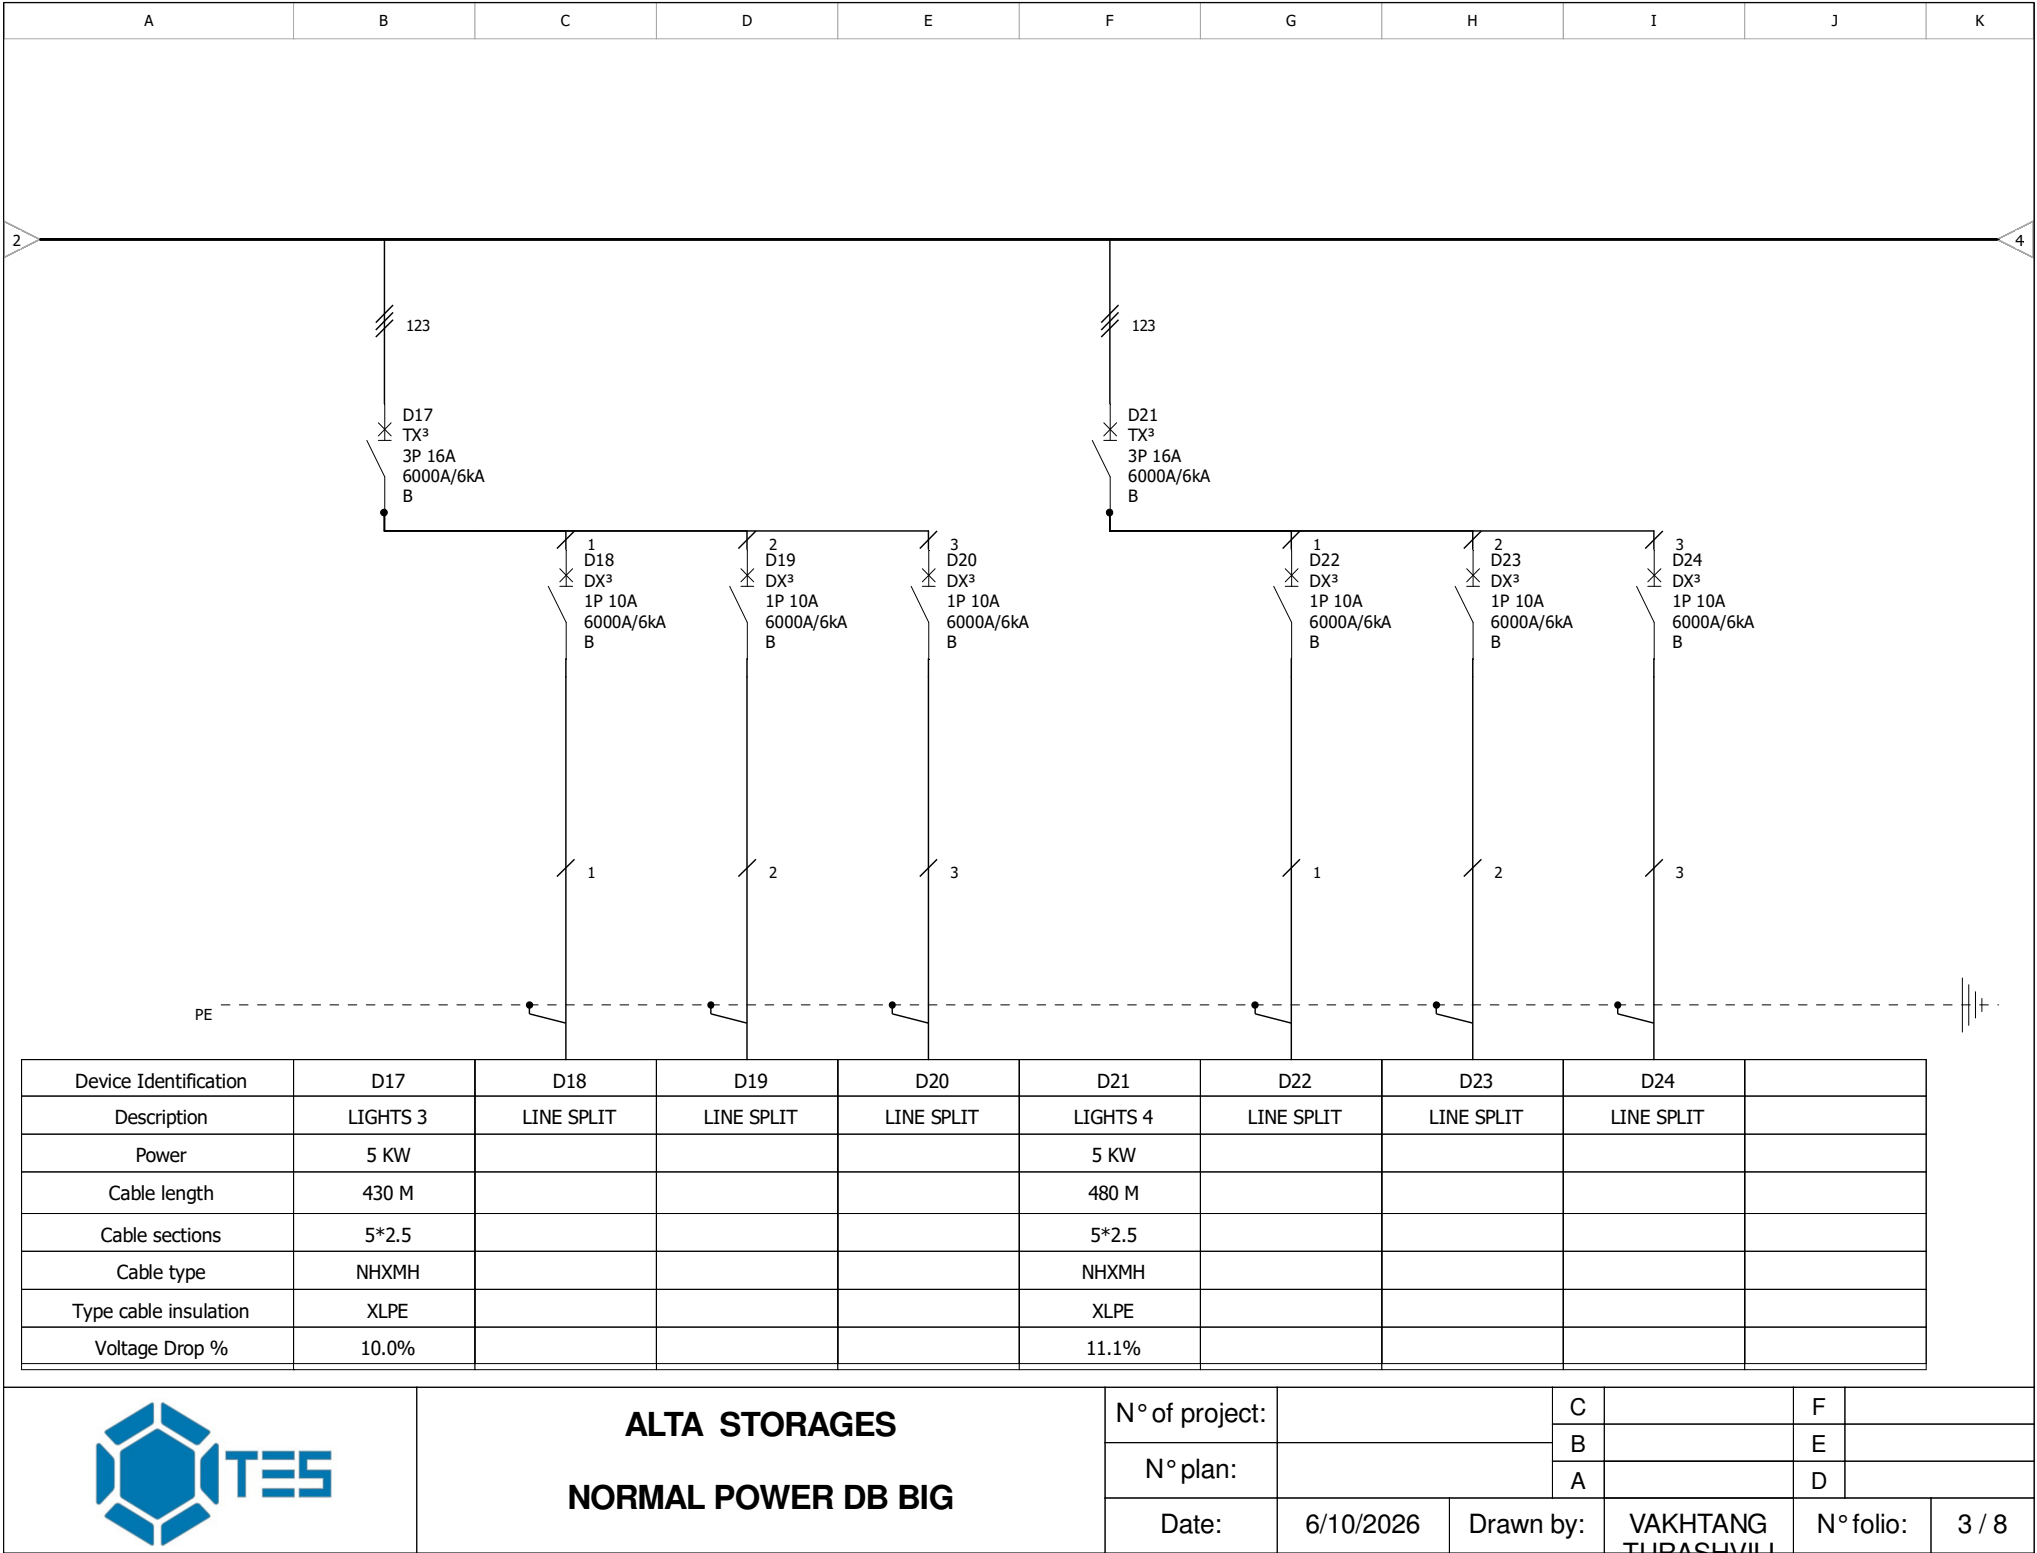 A B C D E F G H I J K
2 4
123 123
D17
TX³
3P 16A
6000A/6kA
B
D21
TX³
3P 16A
6000A/6kA
B
1
D18
DX³
1P 10A
6000A/6kA
B
2
D19
DX³
1P 10A
6000A/6kA
B
3
D20
DX³
1P 10A
6000A/6kA
B
1
D22
DX³
1P 10A
6000A/6kA
B
2
D23
DX³
1P 10A
6000A/6kA
B
3
D24
DX³
1P 10A
6000A/6kA
B
1 2 3 1 2 3
PE
Device Identification D17 D18 D19 D20 D21 D22 D23 D24
Description LIGHTS 3 LINE SPLIT LINE SPLIT LINE SPLIT LIGHTS 4 LINE SPLIT LINE SPLIT LINE SPLIT
Power 5 KW 5 KW
Cable length 430 M 480 M
Cable sections 5*2.5 5*2.5
Cable type NHXMH NHXMH
Type cable insulation XLPE XLPE
Voltage Drop % 10.0% 11.1%
TES
ALTA STORAGES
NORMAL POWER DB BIG
N° of project: C F
B E
N° plan:
A D
Date: 6/10/2026 Drawn by: VAKHTANG TURASHVILI N° folio: 3 / 8